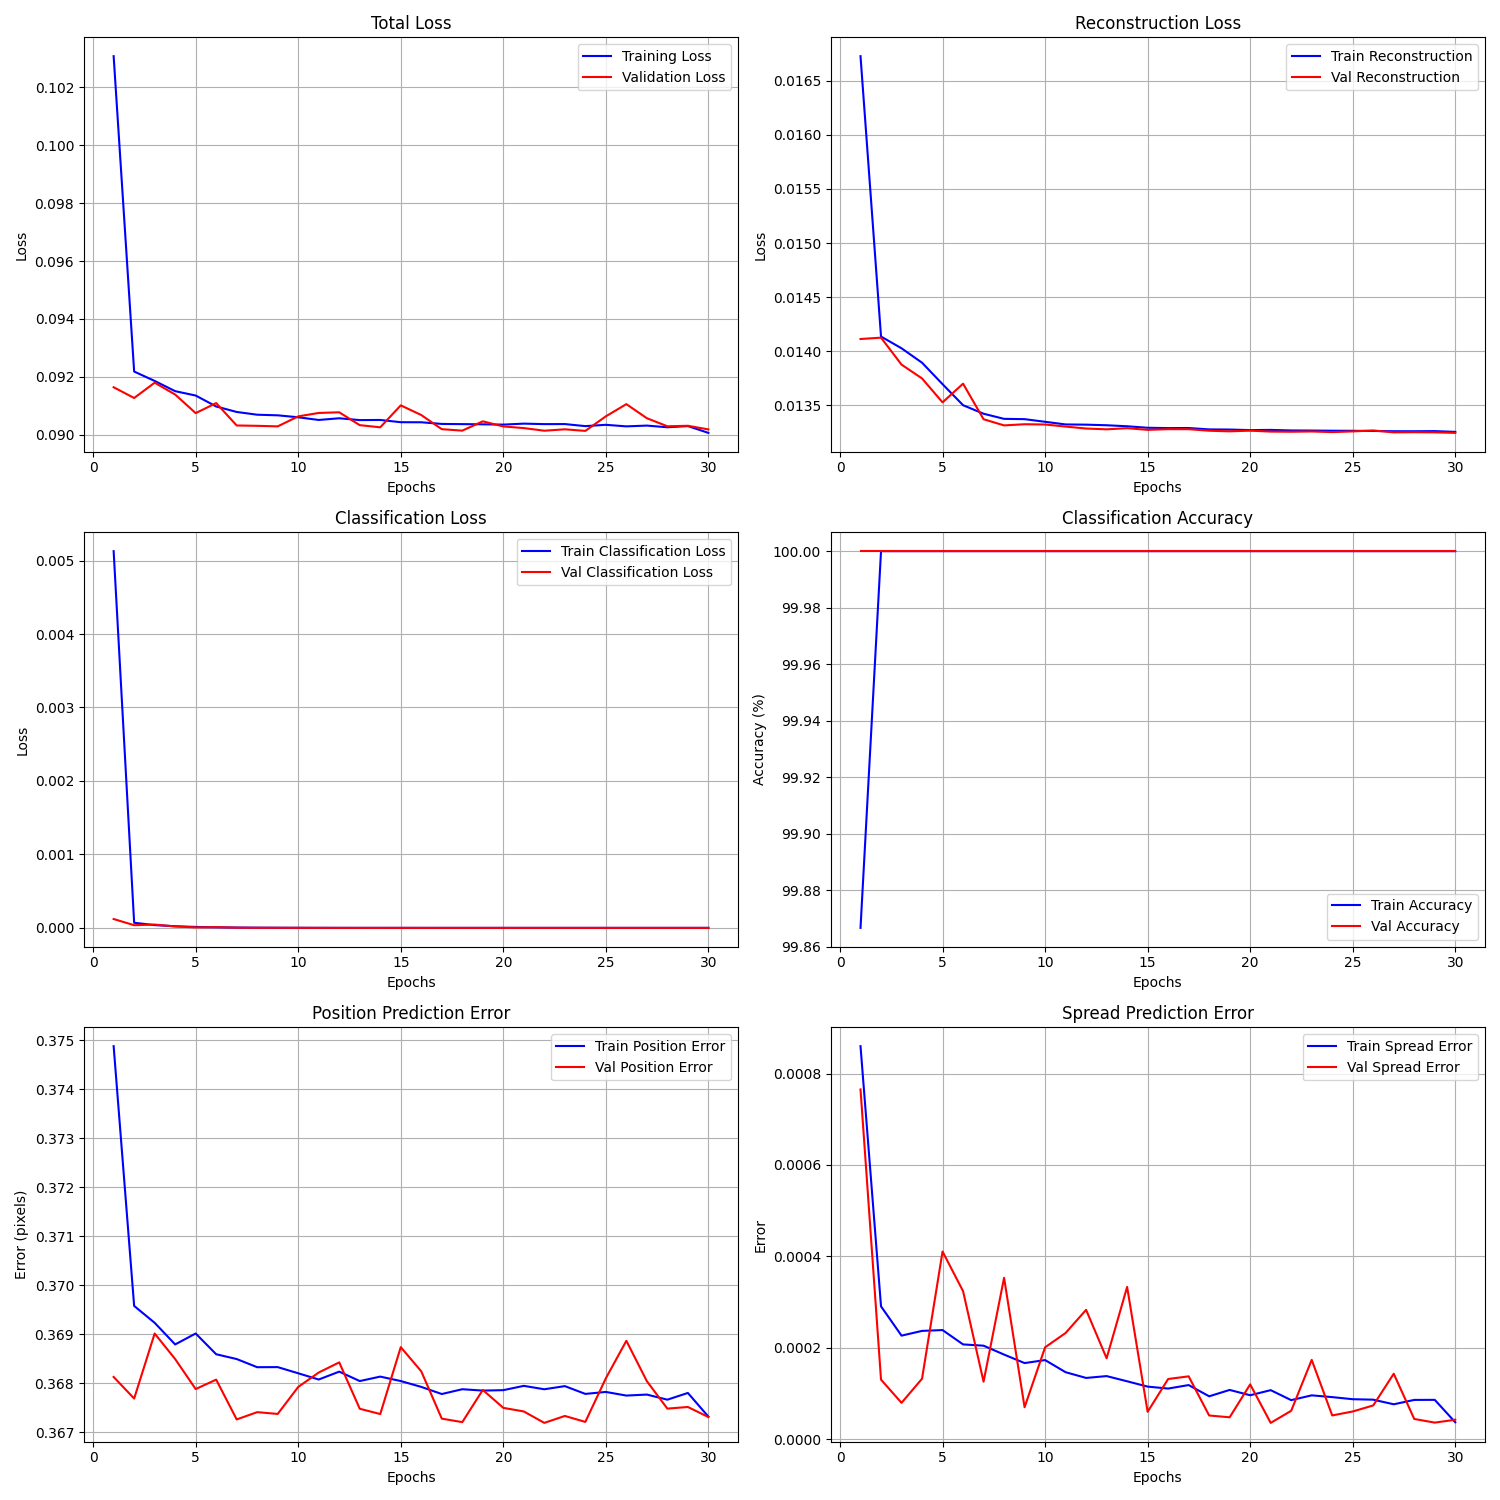 Total Loss
Training Loss
Validation Loss
0.102
0.100
0.098
0.096
0.094
0.092
0.090
Loss
0 5 10 15 20 25 30
Epochs
Reconstruction Loss
Train Reconstruction
Val Reconstruction
0.0165
0.0160
0.0155
0.0150
0.0145
0.0140
0.0135
Loss
0 5 10 15 20 25 30
Epochs
Classification Loss
Train Classification Loss
Val Classification Loss
0.005
0.004
0.003
0.002
0.001
0.000
Loss
0 5 10 15 20 25 30
Epochs
Classification Accuracy
100.00
99.98
99.96
99.94
99.92
99.90
99.88
99.86
Accuracy (%)
Train Accuracy
Val Accuracy
0 5 10 15 20 25 30
Epochs
Position Prediction Error
Train Position Error
Val Position Error
0.375
0.374
0.373
0.372
0.371
0.370
0.369
0.368
0.367
Error (pixels)
0 5 10 15 20 25 30
Epochs
Spread Prediction Error
Train Spread Error
Val Spread Error
0.0008
0.0006
0.0004
0.0002
0.0000
Error
0 5 10 15 20 25 30
Epochs